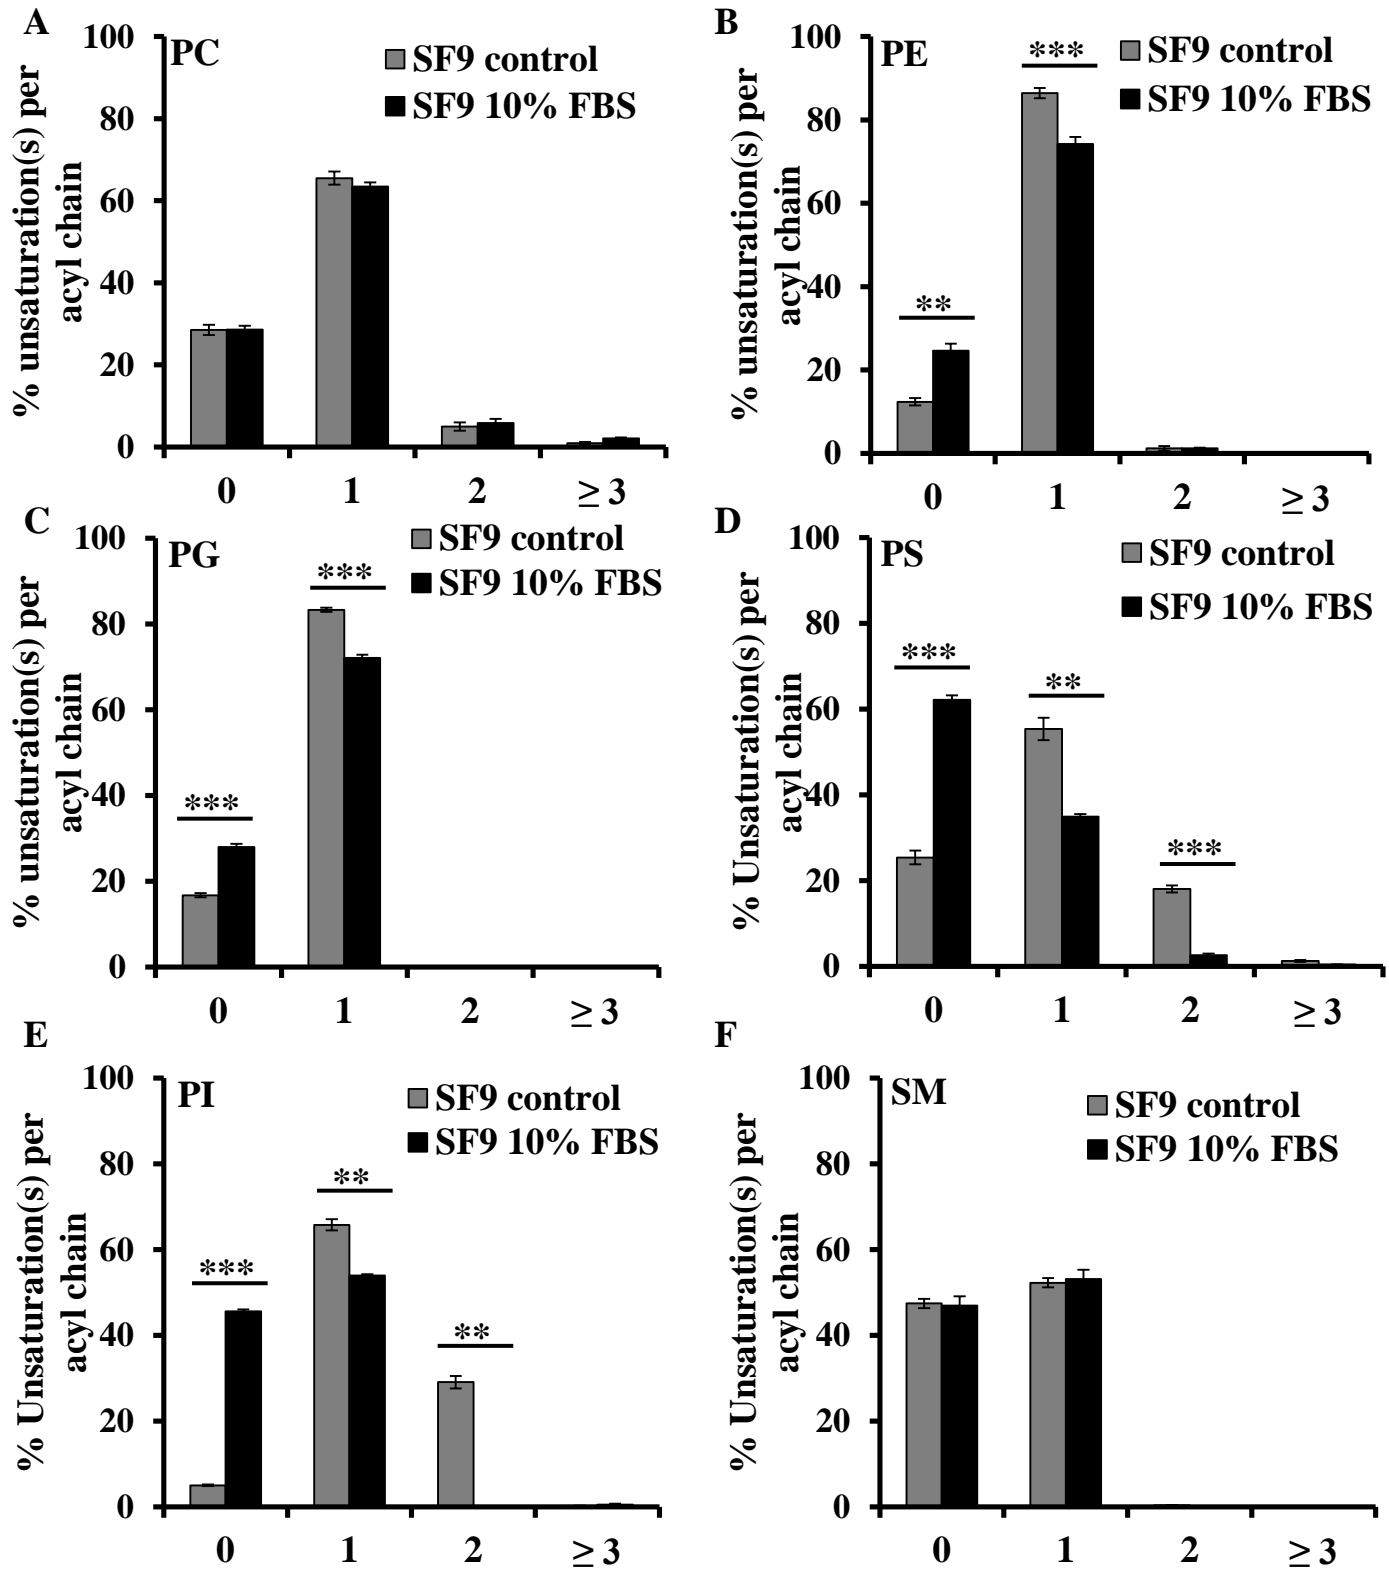 A
PC
% unsaturation(s) per
acyl chain
100
80
60
40
20
0
SF9 control
SF9 10% FBS
0 1 2 ≥ 3
B
PE
% unsaturation(s) per
acyl chain
100
80
60
40
20
0
SF9 control
SF9 10% FBS
**
***
0 1 2 ≥ 3
C
PG
% unsaturation(s) per
acyl chain
100
80
60
40
20
0
SF9 control
SF9 10% FBS
***
***
0 1 2 ≥ 3
D
PS
% Unsaturation(s) per
acyl chain
100
80
60
40
20
0
SF9 control
SF9 10% FBS
***
**
***
0 1 2 ≥ 3
E
PI
% Unsaturation(s) per
acyl chain
100
80
60
40
20
0
SF9 control
SF9 10% FBS
***
**
**
0 1 2 ≥ 3
F
SM
% Unsaturation(s) per
acyl chain
100
80
60
40
20
0
SF9 control
SF9 10% FBS
0 1 2 ≥ 3